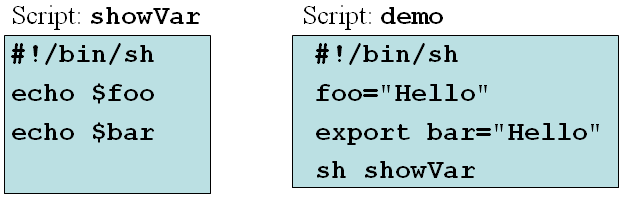 Script: showVar
#!/bin/sh
echo $foo
echo $bar
Script: demo
#!/bin/sh
foo="Hello"
export bar="Hello"
sh showVar